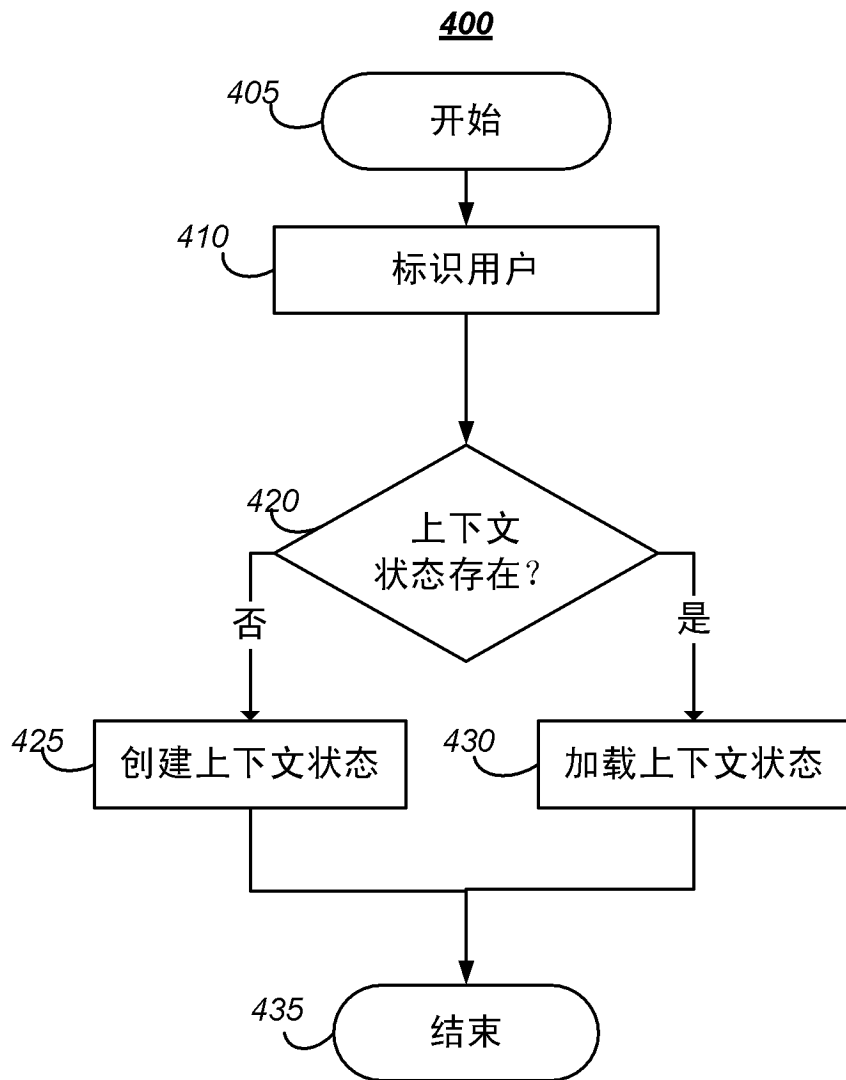 400
405
开始
410
标识用户
420
上下文
状态存在?
否
是
425
创建上下文状态
430
加载上下文状态
435
结束